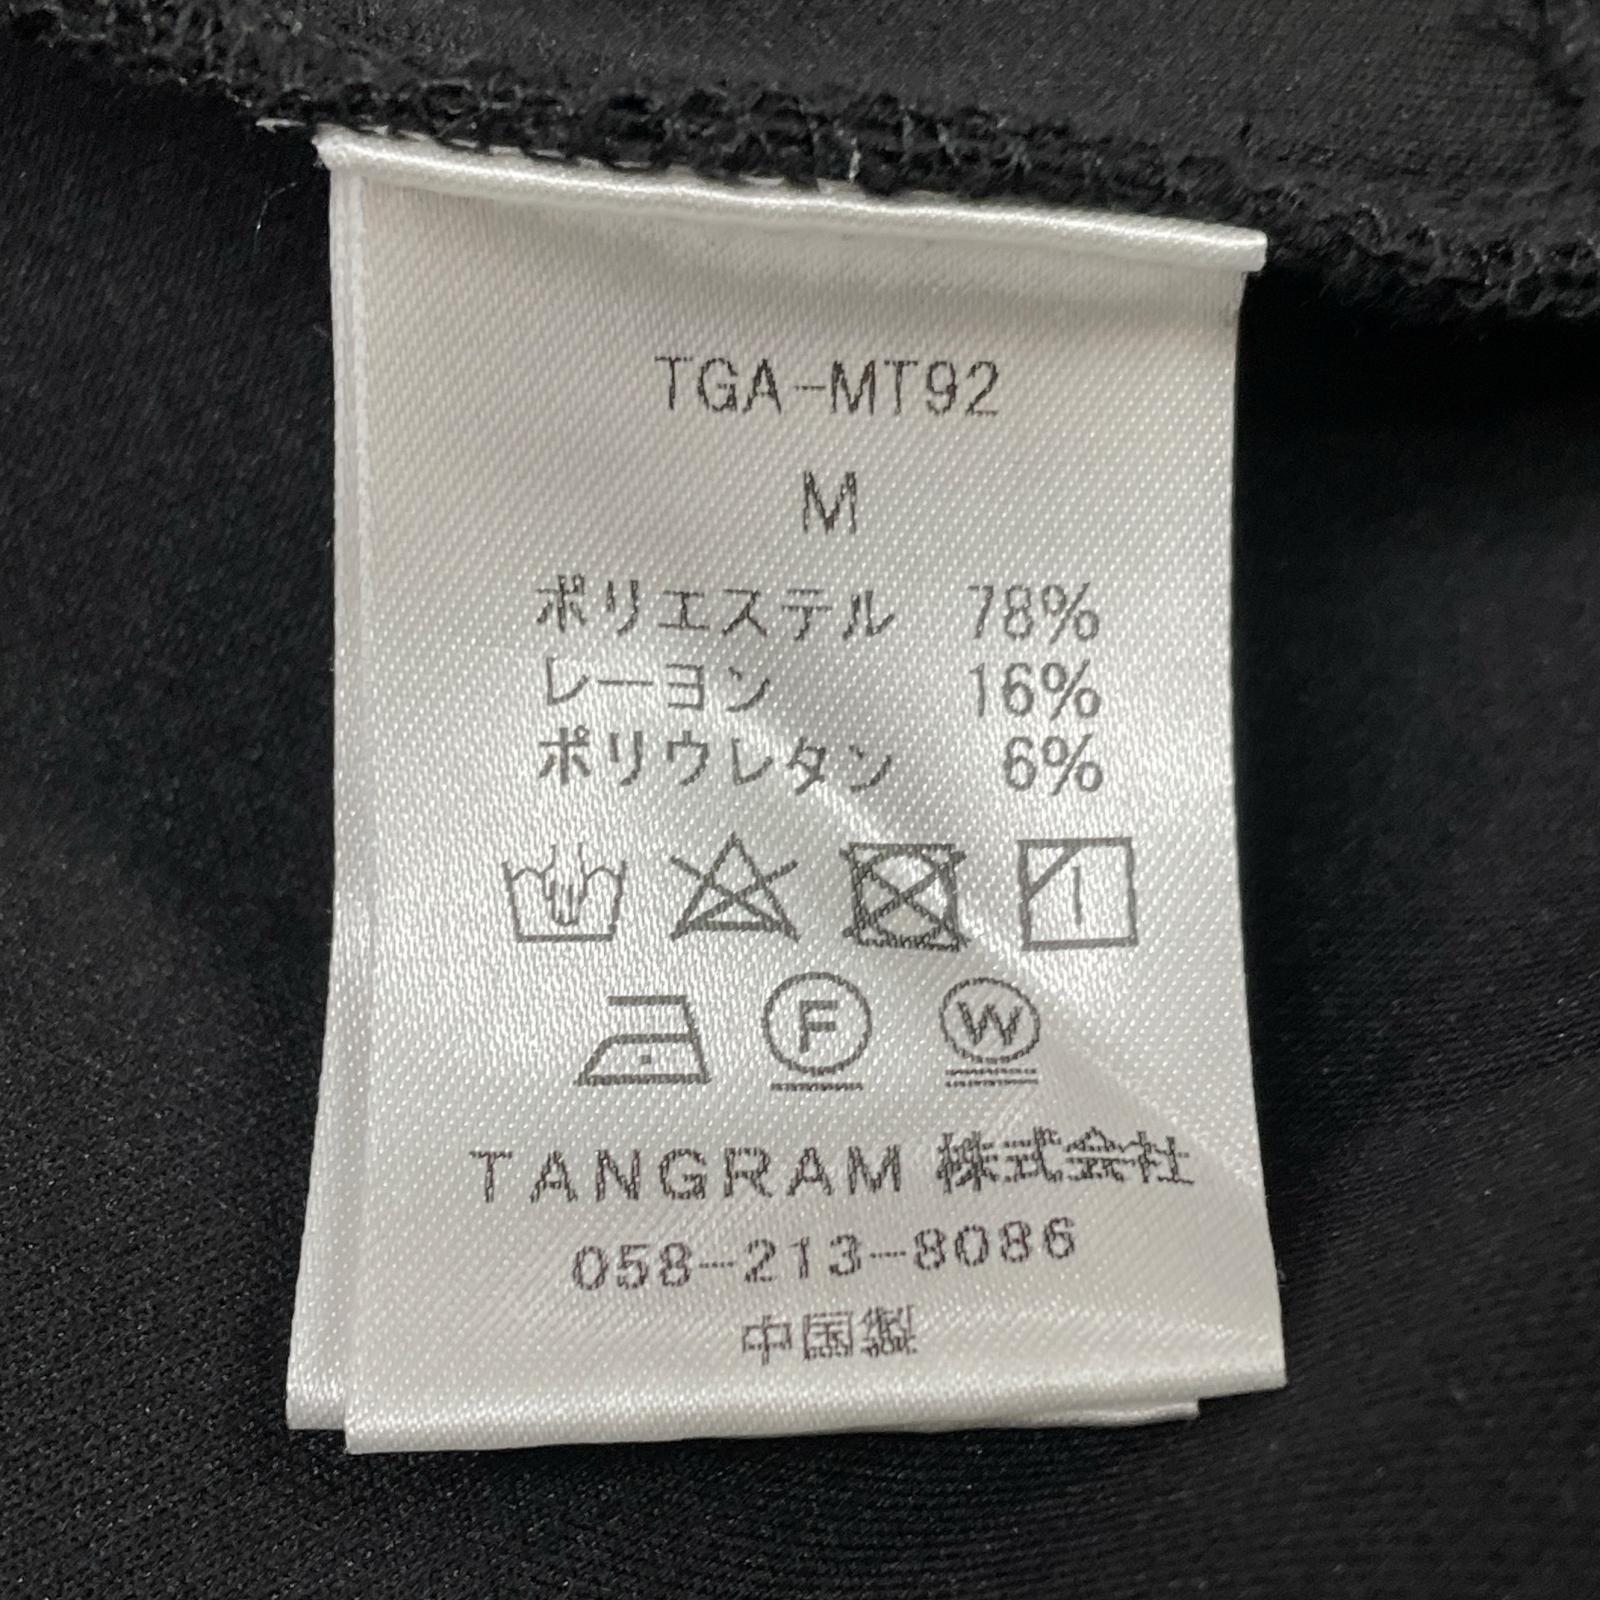 TGA-MT92
M
ポリエステル 78%
レーヨン 16%
ポリウレタン 6%
F W
TANGRAM 株式会社
058-213-8086
中国製